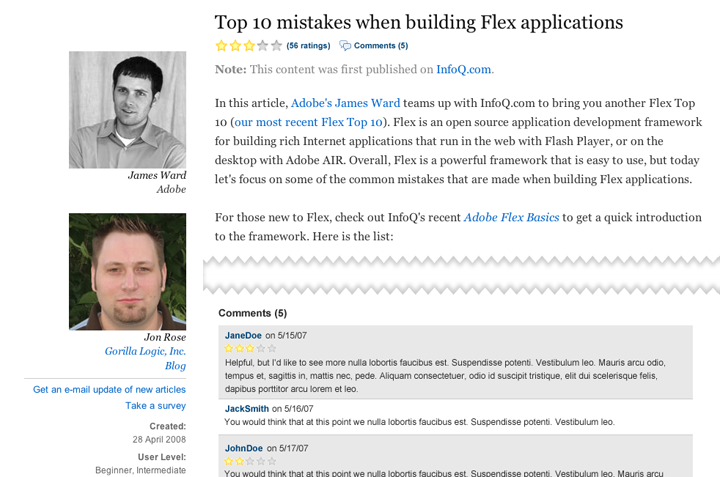 Top 10 mistakes when building Flex applications
(56 ratings) Comments (5)
Note: This content was first published on InfoQ.com.
In this article, Adobe's James Ward teams up with InfoQ.com to bring you another Flex Top
10 (our most recent Flex Top 10). Flex is an open source application development framework
for building rich Internet applications that run in the web with Flash Player, or on the
desktop with Adobe AIR. Overall, Flex is a powerful framework that is easy to use, but today
let's focus on some of the common mistakes that are made when building Flex applications.
For those new to Flex, check out InfoQ's recent Adobe Flex Basics to get a quick introduction
to the framework. Here is the list:
James Ward
Adobe
Jon Rose
Gorilla Logic, Inc.
Blog
Get an e-mail update of new articles
Take a survey
Created:
28 April 2008
User Level:
Beginner, Intermediate
Comments (5)
JaneDoe on 5/15/07
Helpful, but I'd like to see more nulla lobortis faucibus est. Suspendisse potenti. Vestibulum leo. Mauris arcu odio,
tempus et, sagittis in, mattis nec, pede. Aliquam consectetuer, odio id suscipit tristique, elit dui scelerisque felis,
dapibus porttitor arcu lorem et leo.
JackSmith on 5/16/07
You would think that at this point we nulla lobortis faucibus est. Suspendisse potenti. Vestibulum leo.
JohnDoe on 5/17/07
You would think that at this point we nulla lobortis faucibus est. Suspendisse potenti. Vestibulum leo. Mauris arcu